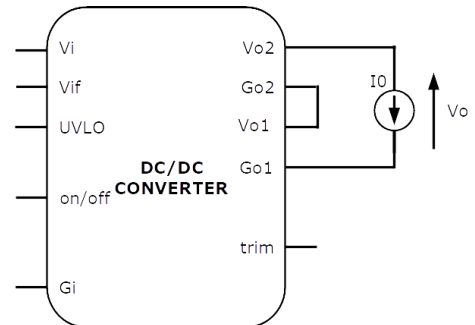 Vi
Vif
UVLO
on/off
Gi
DC/DC
CONVERTER
Vo2
Go2
Vo1
Go1
trim
I0
Vo